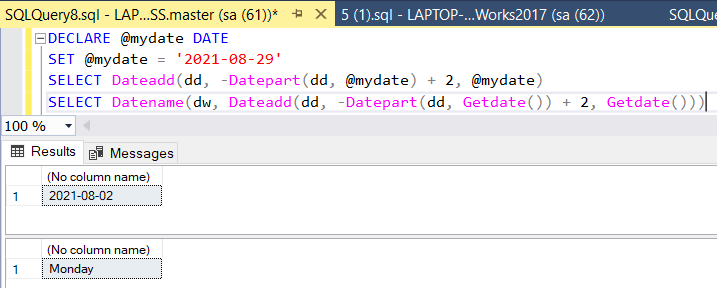 SQLQuery8.sql - LAP...SS.master (sa (61))* 5 (1).sql - LAPTOP-...Works2017 (sa (62)) SQLQue
DECLARE @mydate DATE
SET @mydate = '2021-08-29'
SELECT Dateadd(dd, -Datepart(dd, @mydate) + 2, @mydate)
SELECT Datename(dw, Dateadd(dd, -Datepart(dd, Getdate()) + 2, Getdate()))
100 %
Results Messages
(No column name)
1 2021-08-02
(No column name)
1 Monday